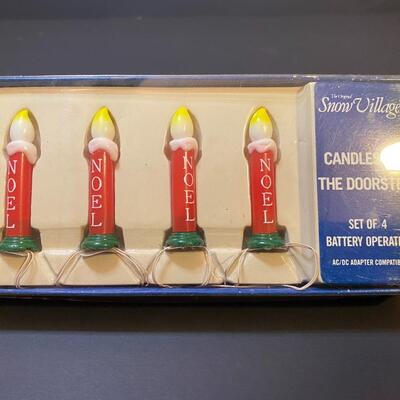 NOEL
NOEL
NOEL
NOEL
The Original
Snow Village
CANDLES
THE DOORSTE
SET OF 4
BATTERY OPERAT
AC/DC ADAPTER COMPATIB